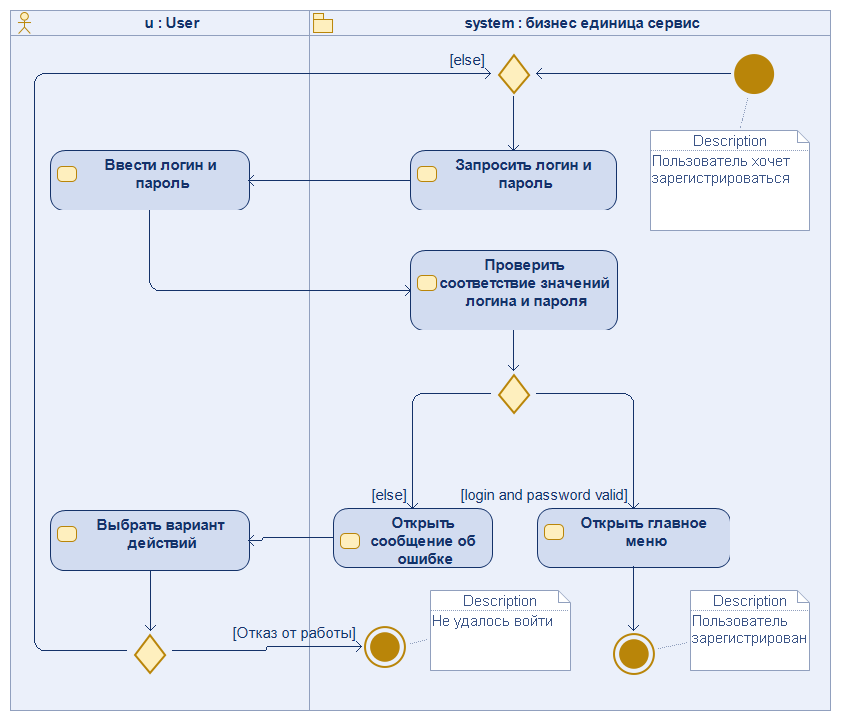 u : User
system : бизнес единица сервис
[else]
Description
Пользователь хочет
зарегистрироваться
Ввести логин и
пароль
Запросить логин и
пароль
Проверить
соответствие значений
логина и пароля
[else]
[login and password valid]
Выбрать вариант
действий
Открыть
сообщение об
ошибке
Открыть главное
меню
[Отказ от работы]
Description
Не удалось войти
Description
Пользователь
зарегистрирован